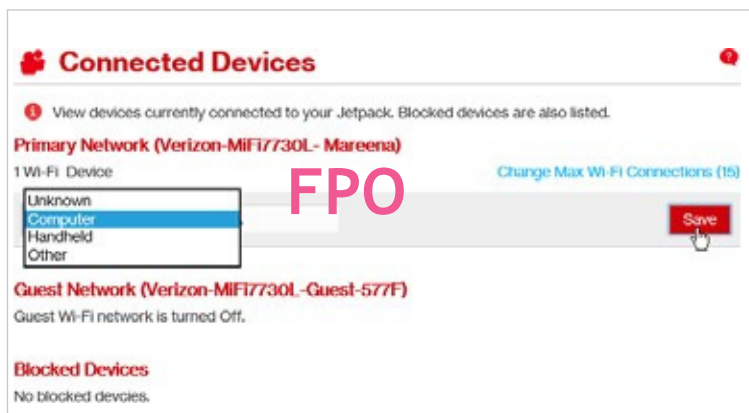 Connected Devices
View devices currently connected to your Jetpack. Blocked devices are also listed.
Primary Network (Verizon-MiFi7730L- Mareena)
1 Wi-Fi Device
Change Max Wi-Fi Connections (15)
FPO
Unknown
Computer
Handheld
Other
Save
Guest Network (Verizon-MiFi7730L-Guest-577F)
Guest Wi-Fi network is turned Off.
Blocked Devices
No blocked devcies.